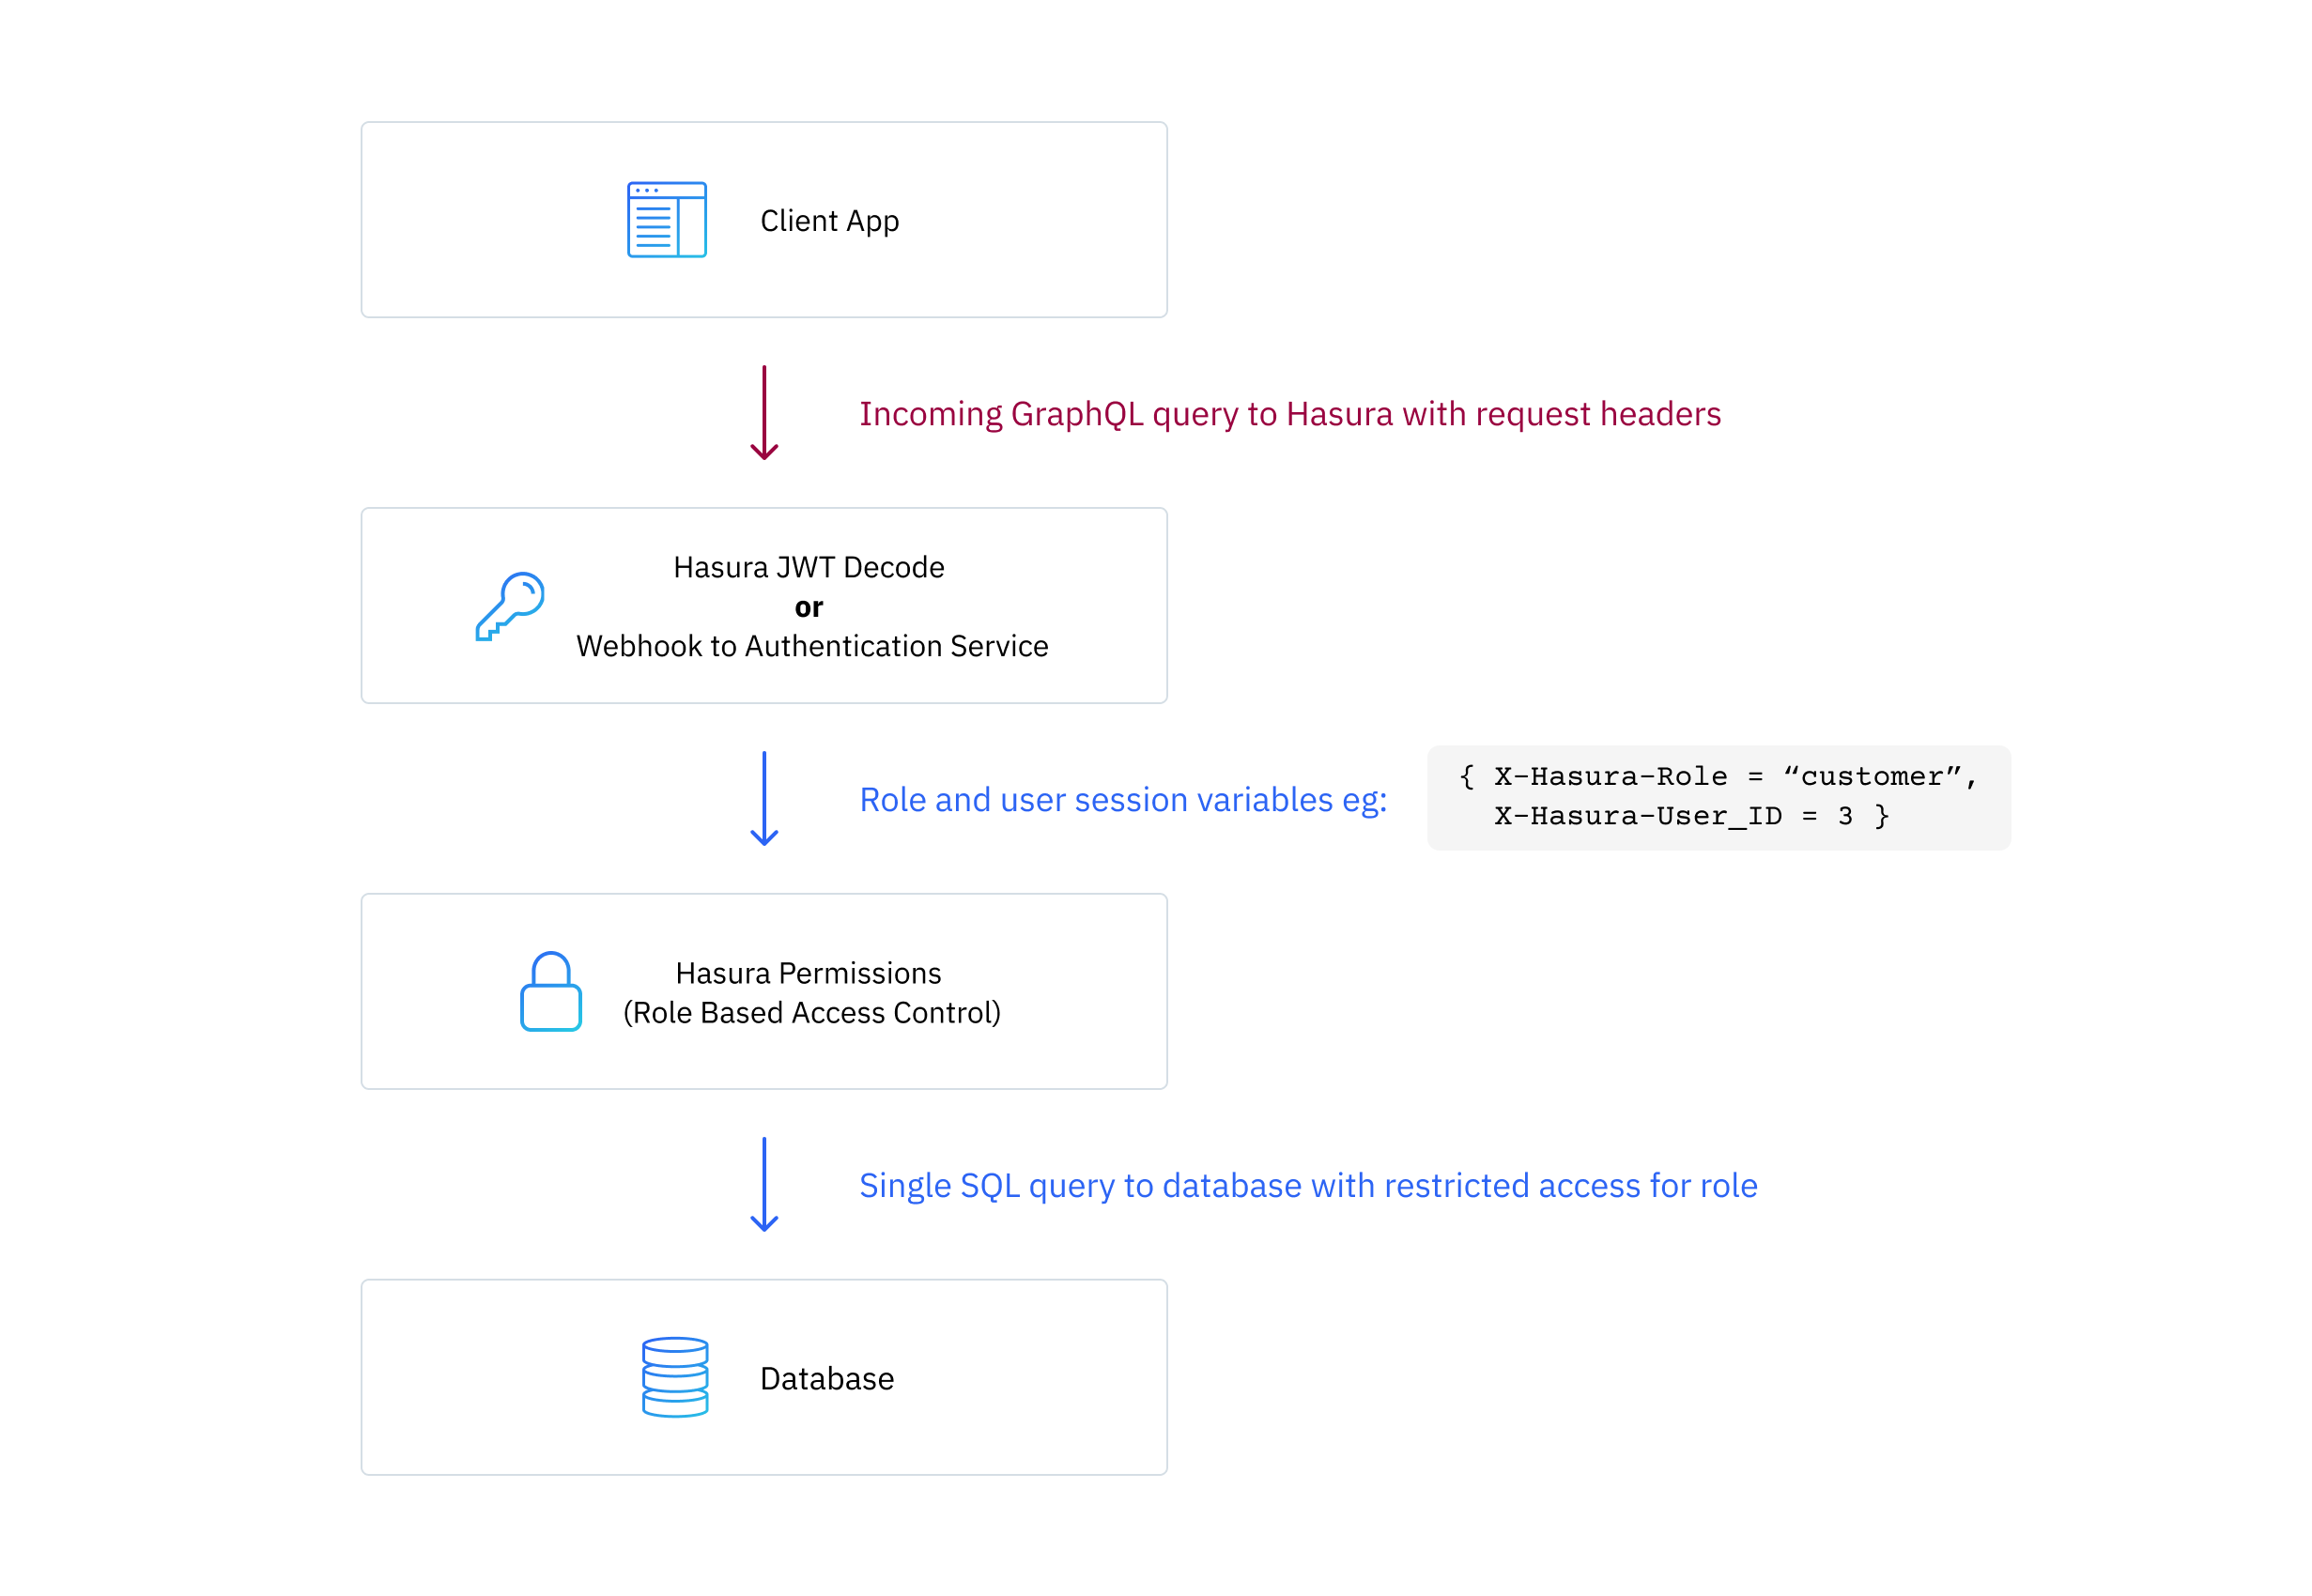 Client App
Incoming GraphQL query to Hasura with request headers
Hasura JWT Decode
or
Webhook to Authentication Service
Role and user session variables eg:
{ X-Hasura-Role = “customer”,
X-Hasura-User_ID = 3 }
Hasura Permissions
(Role Based Access Control)
Single SQL query to database with restricted access for role
Database